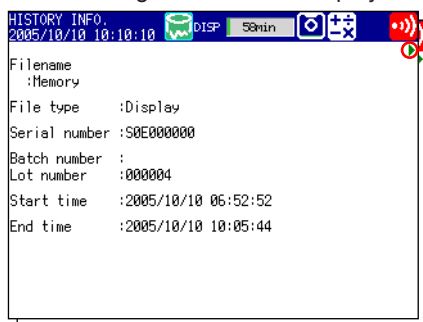 HISTORY INFO.
2005/10/10 10:10:10 DISP 58min
Filename
:Memory
File type :Display
Serial number :S0E000000
Batch number :
Lot number :000004
Start time :2005/10/10 06:52:52
End time :2005/10/10 10:05:44